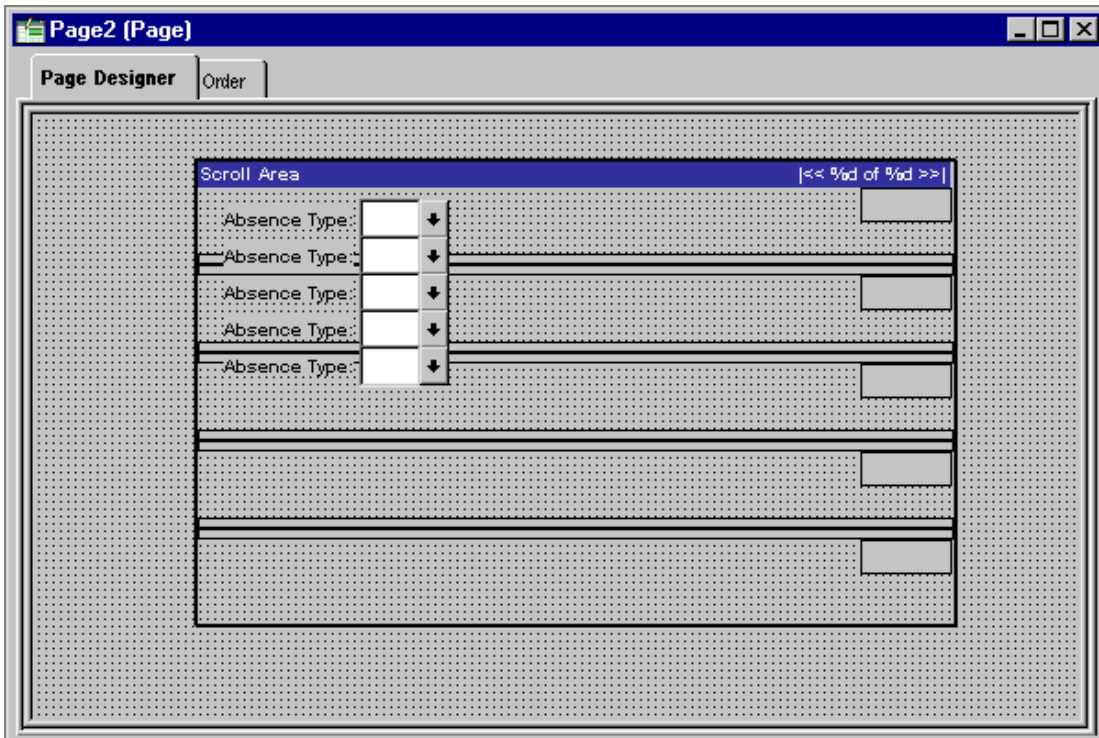 Page2 (Page)
Page Designer Order
Scroll Area |<< %d of %d >>|
Absence Type:
Absence Type:
Absence Type:
Absence Type:
Absence Type: